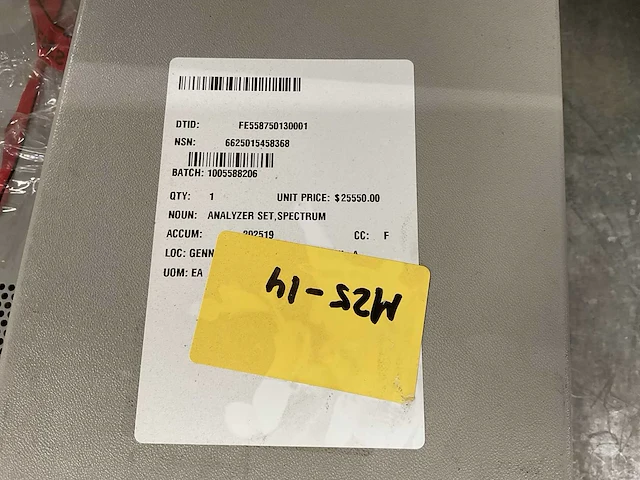 DTID: FE558750130001
NSN: 6625015458368
BATCH: 1005588206
QTY: 1 UNIT PRICE: $25550.00
NOUN: ANALYZER SET,SPECTRUM
ACCUM: 202519 CC: F
LOC: GENN A
UOM: EA
M25-14